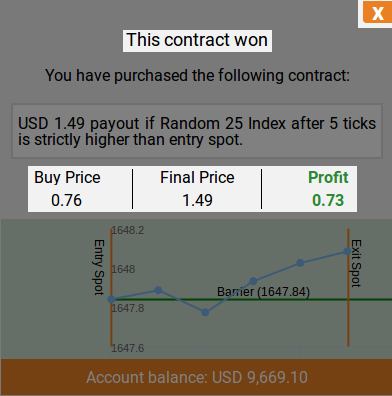 X
This contract won
You have purchased the following contract:
USD 1.49 payout if Random 25 Index after 5 ticks
is strictly higher than entry spot.
Buy Price Final Price Profit
0.76 1.49 0.73
1648.2
Entry Spot
Exit Spot
1648
Barrier (1647.84)
1647.8
1647.6
Account balance: USD 9,669.10